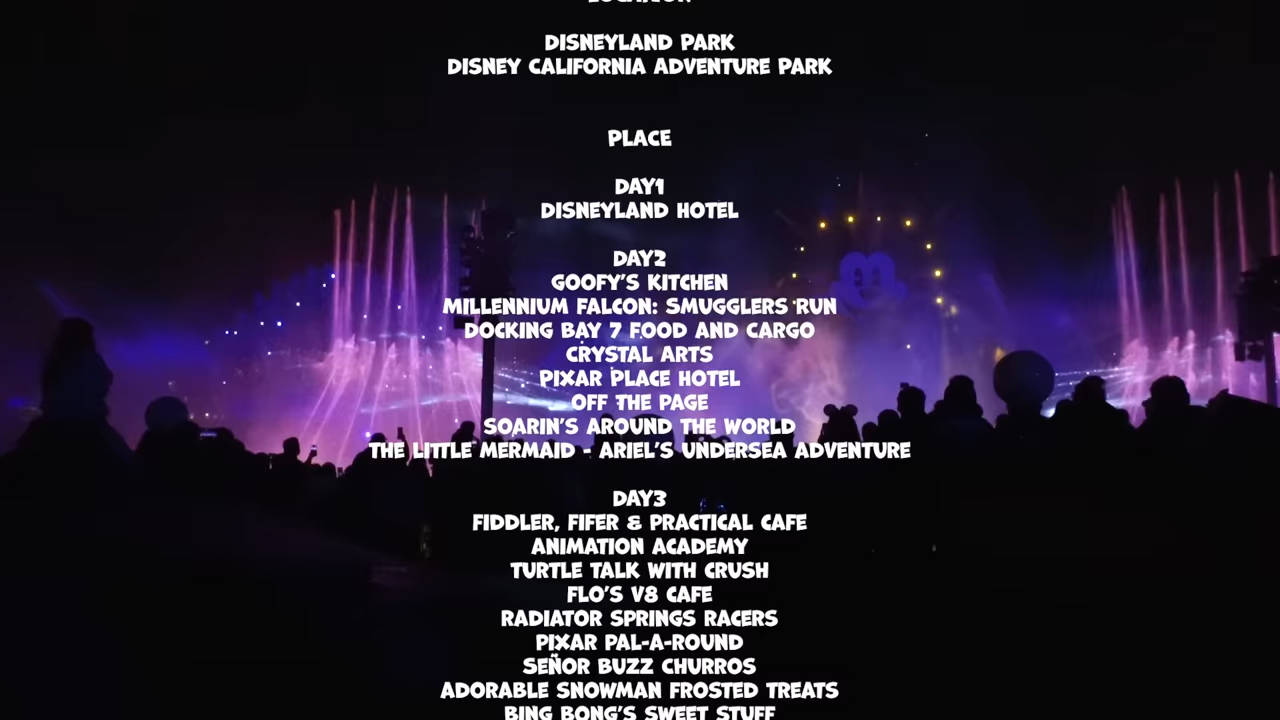 LOCATION
DISNEYLAND PARK
DISNEY CALIFORNIA ADVENTURE PARK
PLACE
DAY1
DISNEYLAND HOTEL
DAY2
GOOFY'S KITCHEN
MILLENNIUM FALCON: SMUGGLERS RUN
DOCKING BAY 7 FOOD AND CARGO
CRYSTAL ARTS
PIXAR PLACE HOTEL
OFF THE PAGE
SOARIN'S AROUND THE WORLD
THE LITTLE MERMAID - ARIEL'S UNDERSEA ADVENTURE
DAY3
FIDDLER, FIFER & PRACTICAL CAFE
ANIMATION ACADEMY
TURTLE TALK WITH CRUSH
FLO'S V8 CAFE
RADIATOR SPRINGS RACERS
PIXAR PAL-A-ROUND
SEÑOR BUZZ CHURROS
ADORABLE SNOWMAN FROSTED TREATS
BING BONG'S SWEET STUFF